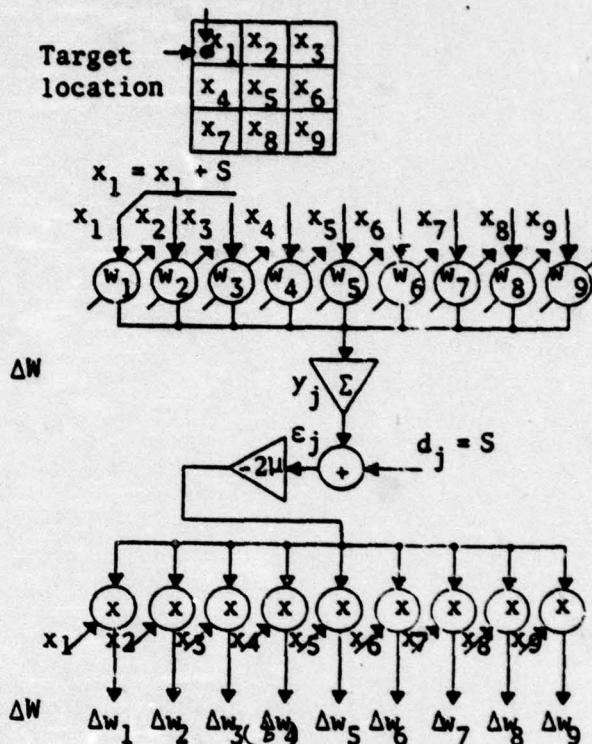 Target
location
x1 x2 x3
x4 x5 x6
x7 x8 x9
x1 = x1 + S
x1 x2 x3 x4 x5 x6 x7 x8 x9
w1 w2 w3 w4 w5 w6 w7 w8 w9
ΔW
yj Σ
εj
-2μ + dj = S
x x x x x x x x x
x1 x2 x3 x4 x5 x6 x7 x8 x9
ΔW Δw1 Δw2 Δw3 Δw4 Δw5 Δw6 Δw7 Δw8 Δw9